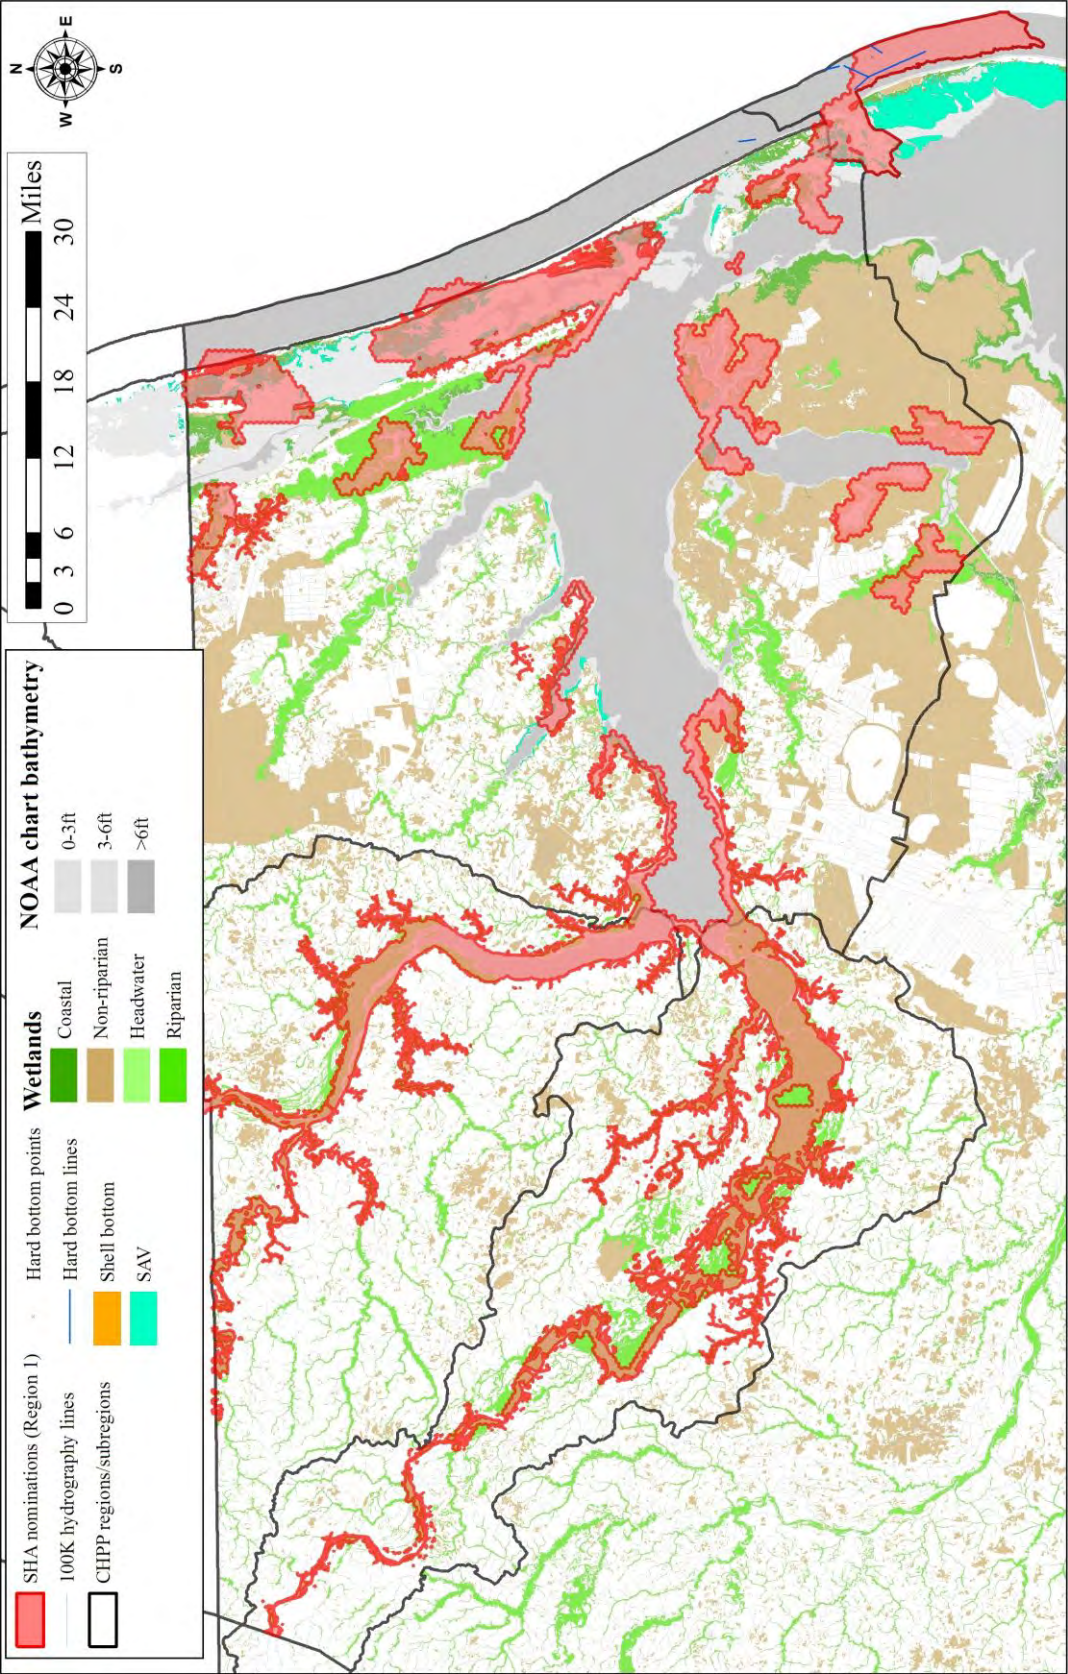 SHA nominations (Region 1)
100K hydrography lines
CHPP regions/subregions
Hard bottom points
Hard bottom lines
Shell bottom
SAV
Wetlands
Coastal
Non-riparian
Headwater
Riparian
NOAA chart bathymetry
0-3ft
3-6ft
>6ft
0 3 6 12 18 24 30
Miles
N
W E
S